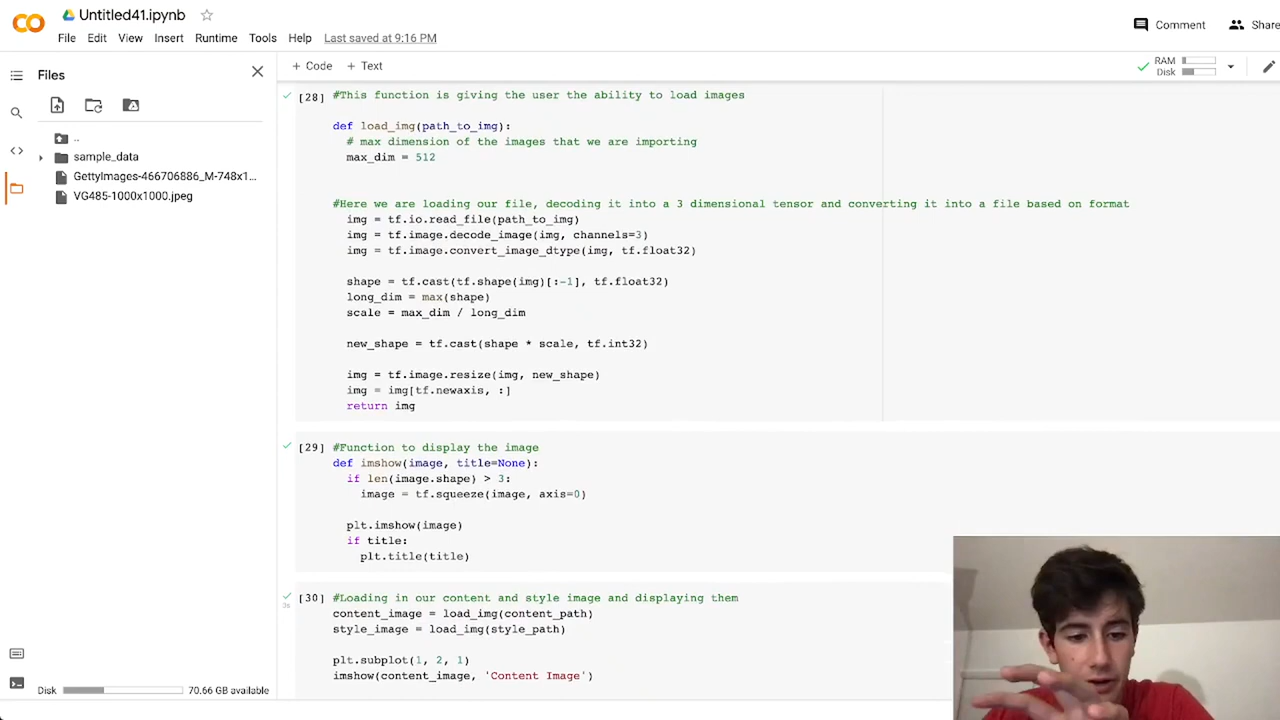 Untitled41.ipynb
Comment
Share
File Edit View Insert Runtime Tools Help Last saved at 9:16 PM
Files
+ Code + Text
RAM
Disk
..
sample_data
GettyImages-466706886_M-748x1...
VG485-1000x1000.jpeg
[28] #This function is giving the user the ability to load images
def load_img(path_to_img):
# max dimension of the images that we are importing
max_dim = 512
#Here we are loading our file, decoding it into a 3 dimensional tensor and converting it into a file based on format
img = tf.io.read_file(path_to_img)
img = tf.image.decode_image(img, channels=3)
img = tf.image.convert_image_dtype(img, tf.float32)
shape = tf.cast(tf.shape(img)[:-1], tf.float32)
long_dim = max(shape)
scale = max_dim / long_dim
new_shape = tf.cast(shape * scale, tf.int32)
img = tf.image.resize(img, new_shape)
img = img[tf.newaxis, :]
return img
[29] #Function to display the image
def imshow(image, title=None):
if len(image.shape) > 3:
image = tf.squeeze(image, axis=0)
plt.imshow(image)
if title:
plt.title(title)
[30] #Loading in our content and style image and displaying them
3s
content_image = load_img(content_path)
style_image = load_img(style_path)
plt.subplot(1, 2, 1)
imshow(content_image, 'Content Image')
Disk 70.66 GB available